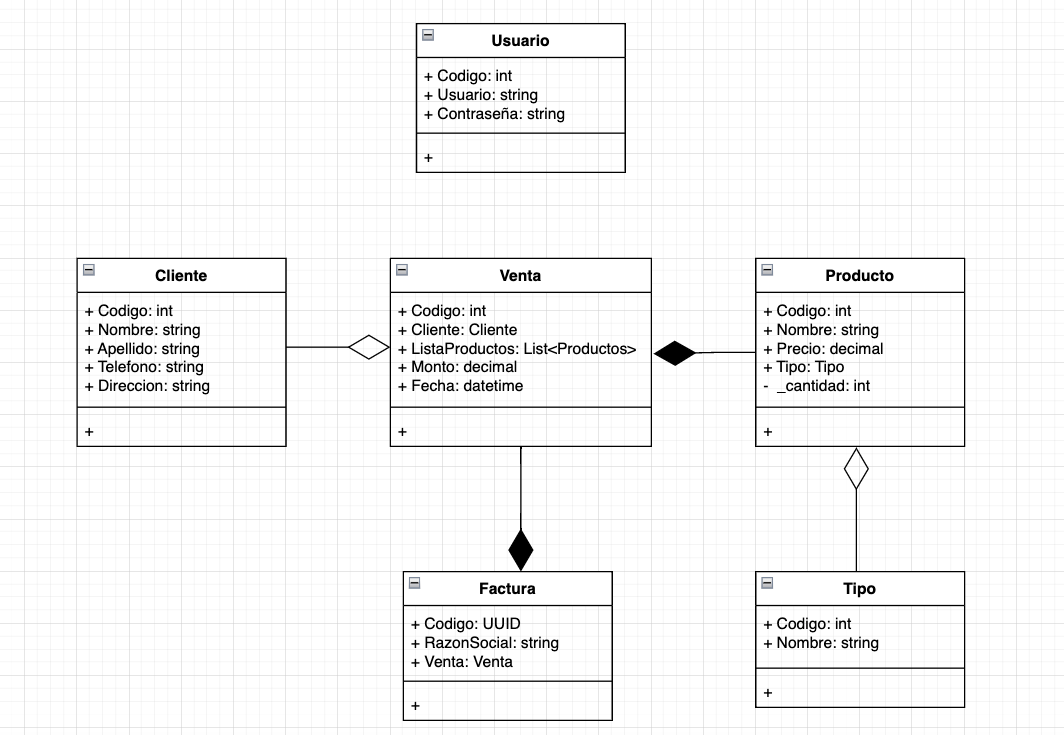 Usuario
+ Codigo: int
+ Usuario: string
+ Contraseña: string
+
Cliente
+ Codigo: int
+ Nombre: string
+ Apellido: string
+ Telefono: string
+ Direccion: string
+
Venta
+ Codigo: int
+ Cliente: Cliente
+ ListaProductos: List<Productos>
+ Monto: decimal
+ Fecha: datetime
+
Producto
+ Codigo: int
+ Nombre: string
+ Precio: decimal
+ Tipo: Tipo
- _cantidad: int
+
Factura
+ Codigo: UUID
+ RazonSocial: string
+ Venta: Venta
+
Tipo
+ Codigo: int
+ Nombre: string
+